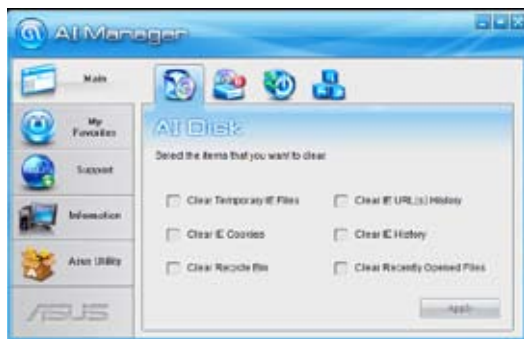 AI Manager
Main
My
Favorites
Support
Information
Asus Utility
ASUS
AI Disk
Select the items that you want to clear
Clear Temporary IE Files
Clear IE URL(s) History
Clear IE Cookies
Clear IE History
Clear Recycle Bin
Clear Recently Opened Files
Apply